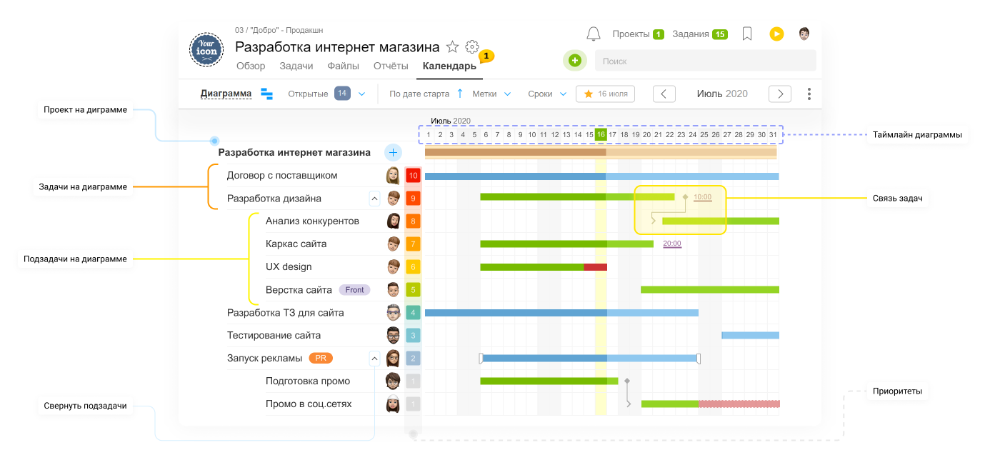 03 / "Добро" - Продакшн
Your
icon
Разработка интернет магазина
1
Обзор Задачи Файлы Отчёты Календарь
Проекты 1 Задания 15
Поиск
Диаграмма Открытые 14 По дате старта Метки Сроки 16 июля Июль 2020
Проект на диграмме
Июль 2020
1 2 3 4 5 6 7 8 9 10 11 12 13 14 15 16 17 18 19 20 21 22 23 24 25 26 27 28 29 30 31
Таймлайн диаграммы
Разработка интернет магазина
Договор с поставщиком 10
Задачи на диаграмме
Разработка дизайна 9 10:00
Связь задач
Анализ конкурентов 8
Каркас сайта 7 20:00
Подзадачи на диаграмме
UX design 6
Верстка сайта Front 5
Разработка ТЗ для сайта 4
Тестирование сайта 3
Запуск рекламы PR 2
Подготовка промо 1
Приоритеты
Промо в соц.сетях 1
Свернуть подзадачи